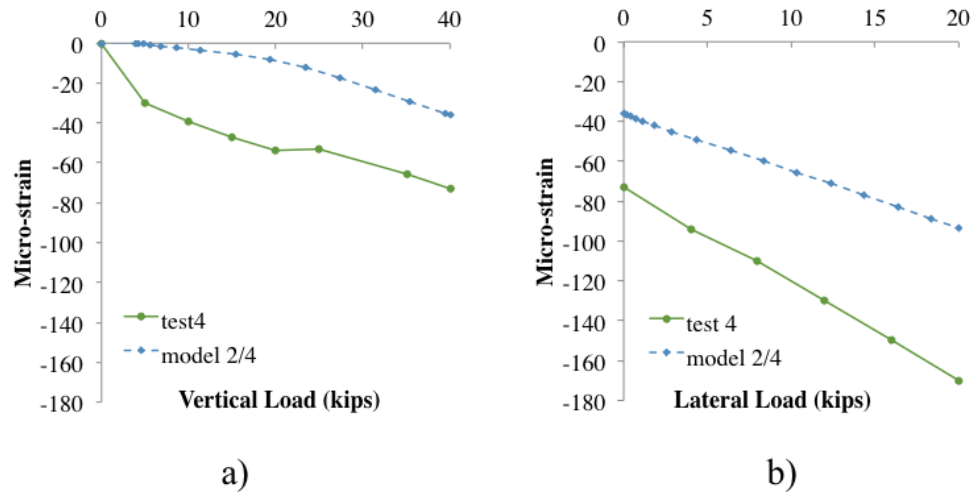 0 10 20 30 40
0
-20
-40
-60
-80
-100
-120
-140
-160
-180
Micro-strain
test4
model 2/4
Vertical Load (kips)
a)
0 5 10 15 20
0
-20
-40
-60
-80
-100
-120
-140
-160
-180
Micro-strain
test 4
model 2/4
Lateral Load (kips)
b)